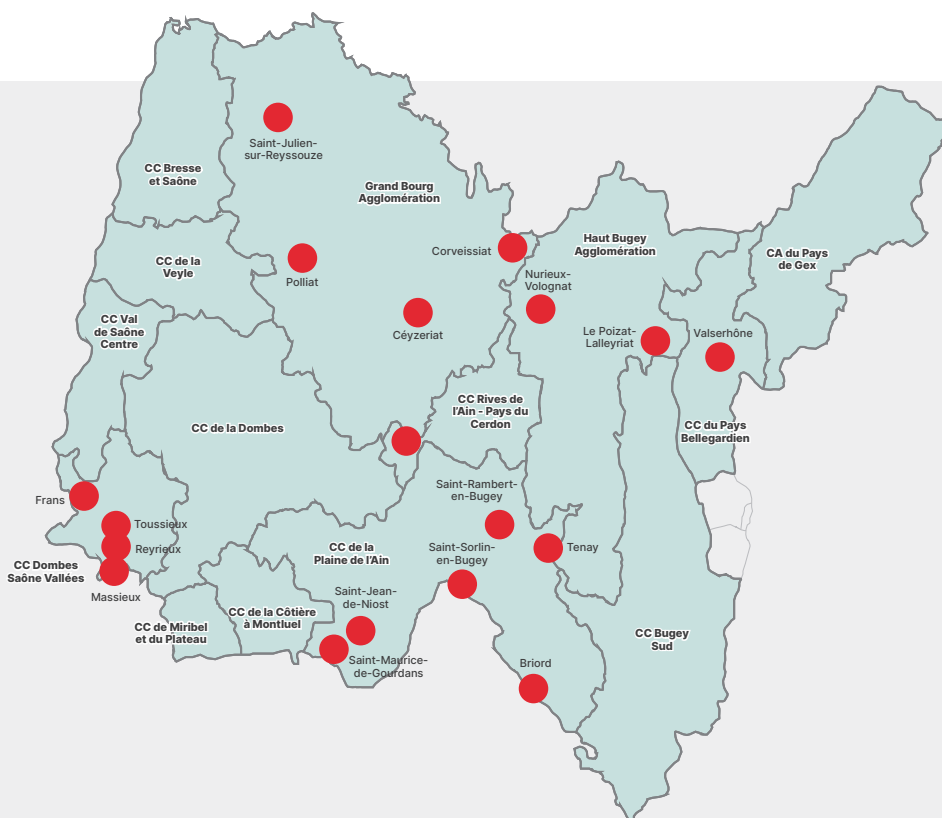 Saint-Julien-
sur-Reyssouze
CC Bresse
et Saône
Grand Bourg
Agglomération
Corveissiat
Haut Bugey
Agglomération
CA du Pays
de Gex
CC de la
Veyle
Polliat
Nurieux-
Volognat
CC Val
de Saône
Centre
Céyzeriat
Le Poizat-
Lalleyriat
Valserhône
CC Rives de
l'Ain - Pays du
Cerdon
CC de la Dombes
CC du Pays
Bellegardien
Frans
Saint-Rambert-
en-Bugey
Toussieux
Reyrieux
CC de la
Plaine de l'Ain
Saint-Sorlin-
en-Bugey
Tenay
CC Dombes
Saône Vallées
Massieux
Saint-Jean-
de-Niost
CC de la Côtière
à Montluel
CC de Miribel
et du Plateau
CC Bugey
Sud
Saint-Maurice-
de-Gourdans
Briord